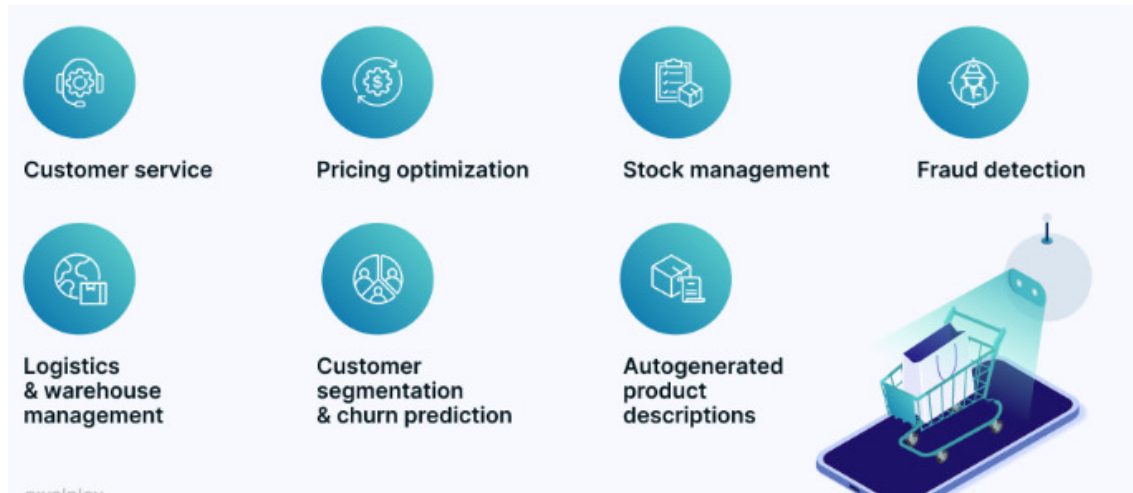 Customer service
Pricing optimization
Stock management
Fraud detection
Logistics
& warehouse
management
Customer
segmentation
& churn prediction
Autogenerated
product
descriptions